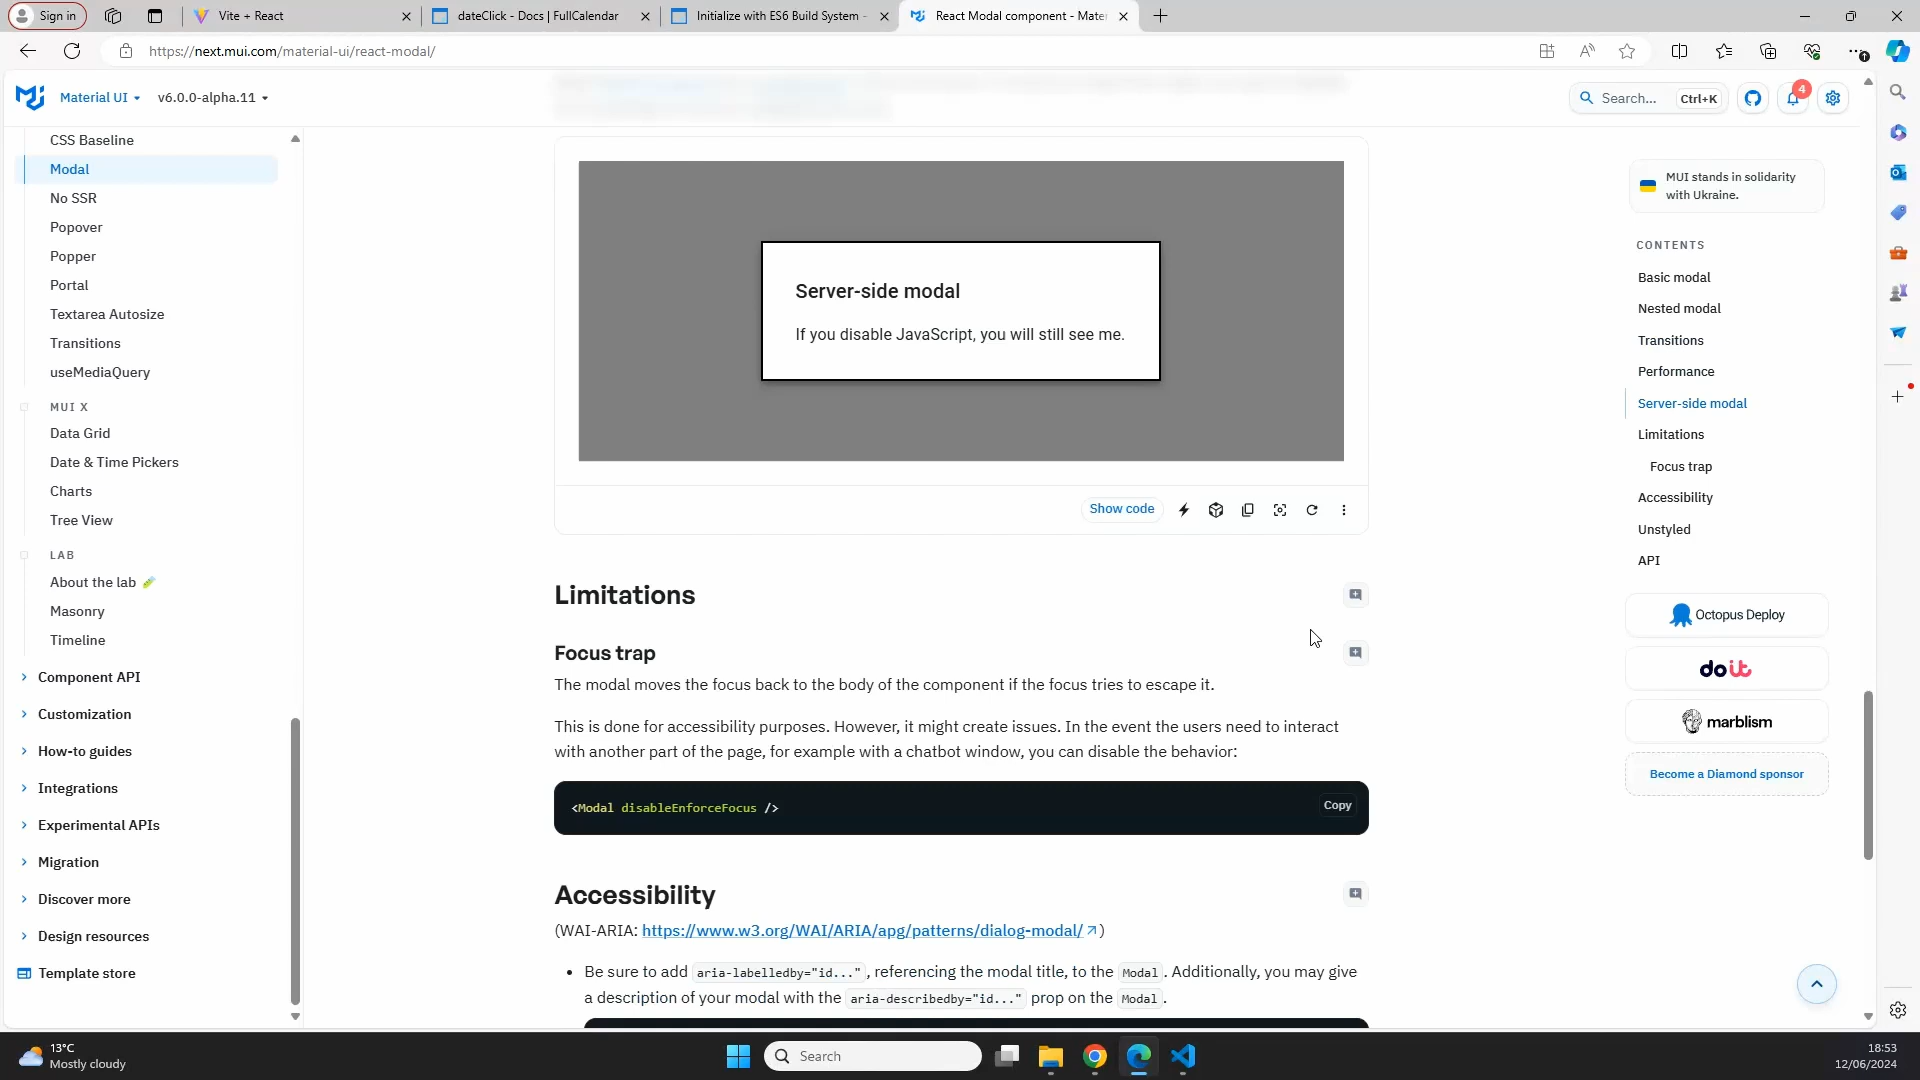 Sign in
Vite + React
dateClick - Docs | FullCalendar
Initialize with ES6 Build System -
React Modal component - Mater
https://next.mui.com/material-ui/react-modal/
Material UI
v6.0.0-alpha.11
Search...
Ctrl+K
4
CSS Baseline
Modal
No SSR
Popover
Popper
Portal
Textarea Autosize
Transitions
useMediaQuery
MUI X
Data Grid
Date & Time Pickers
Charts
Tree View
LAB
About the lab
Masonry
Timeline
Component API
Customization
How-to guides
Integrations
Experimental APIs
Migration
Discover more
Design resources
Template store
Server-side modal
If you disable JavaScript, you will still see me.
Show code
Limitations
Focus trap
The modal moves the focus back to the body of the component if the focus tries to escape it.
This is done for accessibility purposes. However, it might create issues. In the event the users need to interact
with another part of the page, for example with a chatbot window, you can disable the behavior:
<Modal disableEnforceFocus />
Copy
Accessibility
(WAI-ARIA: https://www.w3.org/WAI/ARIA/apg/patterns/dialog-modal/ )
• Be sure to add aria-labelledby="id...", referencing the modal title, to the Modal. Additionally, you may give
a description of your modal with the aria-describedby="id..." prop on the Modal.
MUI stands in solidarity
with Ukraine.
CONTENTS
Basic modal
Nested modal
Transitions
Performance
Server-side modal
Limitations
Focus trap
Accessibility
Unstyled
API
Octopus Deploy
doit
marblism
Become a Diamond sponsor
13°C
Mostly cloudy
Search
18:53
12/06/2024